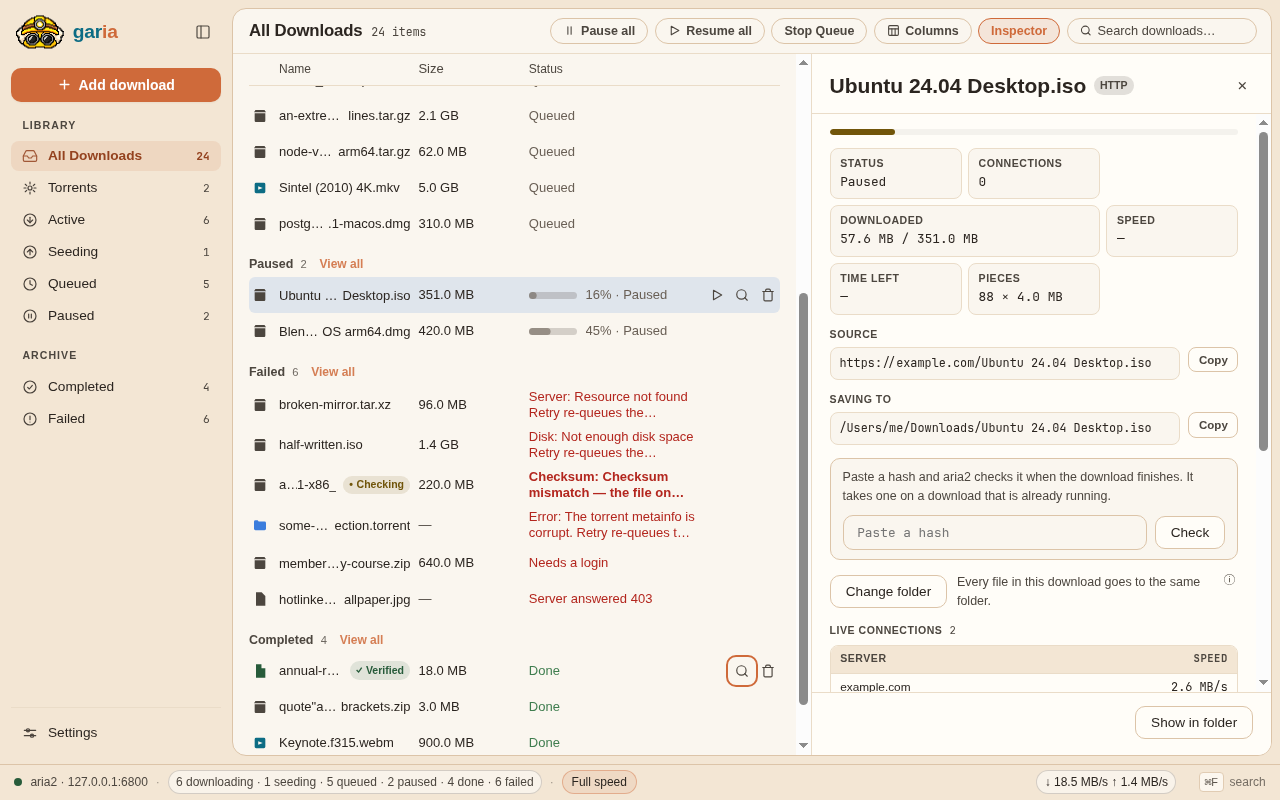 garia
Add download
LIBRARY
All Downloads 24
Torrents 2
Active 6
Seeding 1
Queued 5
Paused 2
ARCHIVE
Completed 4
Failed 6
Settings
All Downloads 24 items
Pause all
Resume all
Stop Queue
Columns
Inspector
Search downloads…
Name Size Status
an-extre… lines.tar.gz 2.1 GB Queued
node-v… arm64.tar.gz 62.0 MB Queued
Sintel (2010) 4K.mkv 5.0 GB Queued
postg… .1-macos.dmg 310.0 MB Queued
Paused 2 View all
Ubuntu … Desktop.iso 351.0 MB 16% · Paused
Blen… OS arm64.dmg 420.0 MB 45% · Paused
Failed 6 View all
broken-mirror.tar.xz 96.0 MB Server: Resource not found
Retry re-queues the…
half-written.iso 1.4 GB Disk: Not enough disk space
Retry re-queues the…
a…1-x86_ • Checking 220.0 MB Checksum: Checksum
mismatch — the file on…
some-… ection.torrent — Error: The torrent metainfo is
corrupt. Retry re-queues t…
member…y-course.zip 640.0 MB Needs a login
hotlinke… allpaper.jpg — Server answered 403
Completed 4 View all
annual-r… Verified 18.0 MB Done
quote"a… brackets.zip 3.0 MB Done
Keynote.f315.webm 900.0 MB Done
Ubuntu 24.04 Desktop.iso HTTP ×
STATUS
Paused
CONNECTIONS
0
DOWNLOADED
57.6 MB / 351.0 MB
SPEED
—
TIME LEFT
—
PIECES
88 × 4.0 MB
SOURCE
https://example.com/Ubuntu 24.04 Desktop.iso Copy
SAVING TO
/Users/me/Downloads/Ubuntu 24.04 Desktop.iso Copy
Paste a hash and aria2 checks it when the download finishes. It
takes one on a download that is already running.
Paste a hash Check
Change folder
Every file in this download goes to the same
folder.
LIVE CONNECTIONS 2
SERVER SPEED
example.com 2.6 MB/s
Show in folder
aria2 · 127.0.0.1:6800 · 6 downloading · 1 seeding · 5 queued · 2 paused · 4 done · 6 failed · Full speed
↓ 18.5 MB/s ↑ 1.4 MB/s
⌘F search